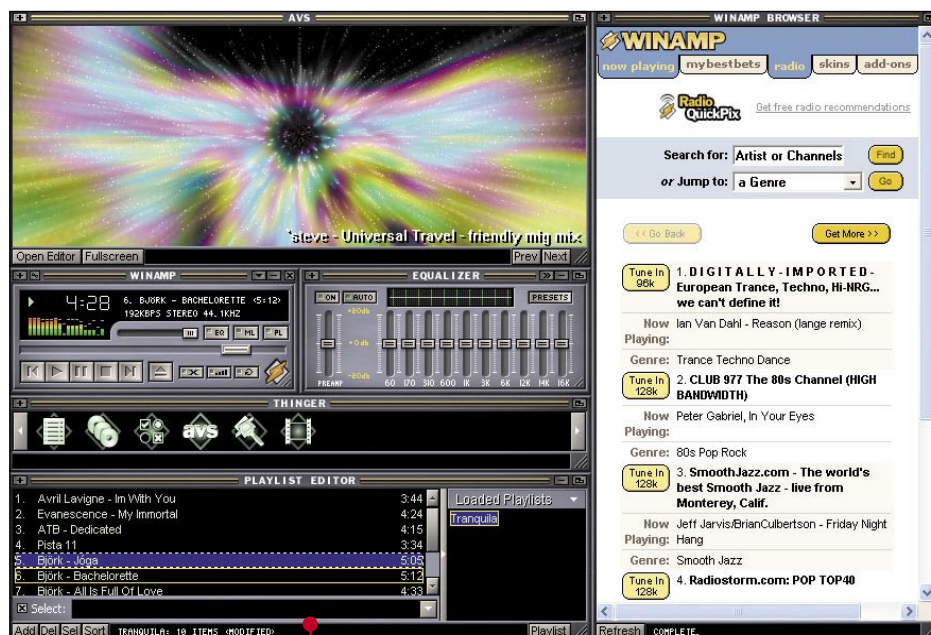 AVS
'steve - Universal Travel - friendly mig mix
Open Editor Fullscreen Prev Next
WINAMP
4:28
6. BJÖRK - BACHELORETTE <5:12>
192KBPS STEREO 44.1KHZ
EQ ML PL
EQUALIZER
ON AUTO PRESETS
+20db
+0db
-20db
PREAMP 60 170 310 600 1K 3K 6K 12K 14K 16K
THINGER
avs
PLAYLIST EDITOR
1. Avril Lavigne - Im With You 3:44
2. Evanescence - My Immortal 4:24
3. ATB - Dedicated 4:15
4. Pista 11 3:34
5. Björk - Jóga 5:05
6. Björk - Bachelorette 5:12
7. Björk - All Is Full Of Love 4:33
Select:
Add Del Sel Sort TRANQUILA: 10 ITEMS <MODIFIED> Playlist
Loaded Playlists
Tranquila
WINAMP BROWSER
WINAMP
now playing mybestbets radio skins add-ons
Radio
QuickPix
Get free radio recommendations
Search for: Artist or Channels Find
or Jump to: a Genre Go
<< Go Back Get More >>
Tune In
96k
1. D I G I T A L L Y - I M P O R T E D -
European Trance, Techno, Hi-NRG...
we can't define it!
Now Playing: Ian Van Dahl - Reason (lange remix)
Genre: Trance Techno Dance
Tune In
128k
2. CLUB 977 The 80s Channel (HIGH
BANDWIDTH)
Now Playing: Peter Gabriel, In Your Eyes
Genre: 80s Pop Rock
Tune In
128k
3. SmoothJazz.com - The world's
best Smooth Jazz - live from
Monterey, Calif.
Now Playing: Jeff Jarvis/BrianCulbertson - Friday Night
Hang
Genre: Smooth Jazz
Tune In
128k
4. Radiostorm.com: POP TOP40
Refresh COMPLETE.